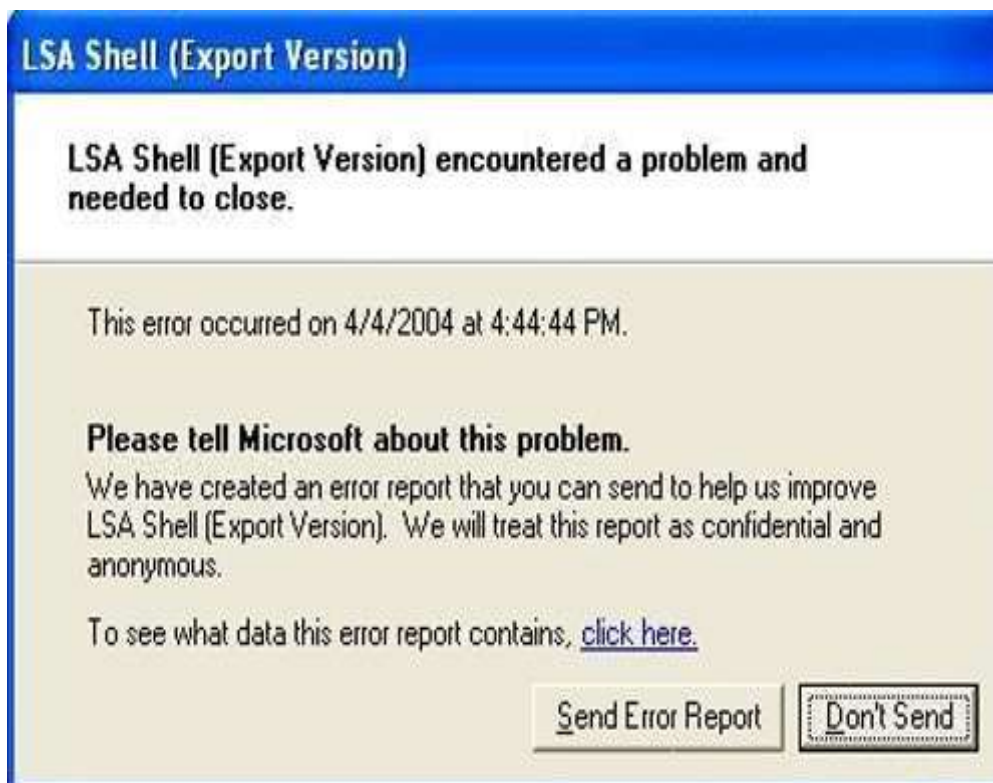 LSA Shell (Export Version)
LSA Shell (Export Version) encountered a problem and
needed to close.
This error occurred on 4/4/2004 at 4:44:44 PM.
Please tell Microsoft about this problem.
We have created an error report that you can send to help us improve
LSA Shell (Export Version). We will treat this report as confidential and
anonymous.
To see what data this error report contains, click here.
Send Error Report Don't Send